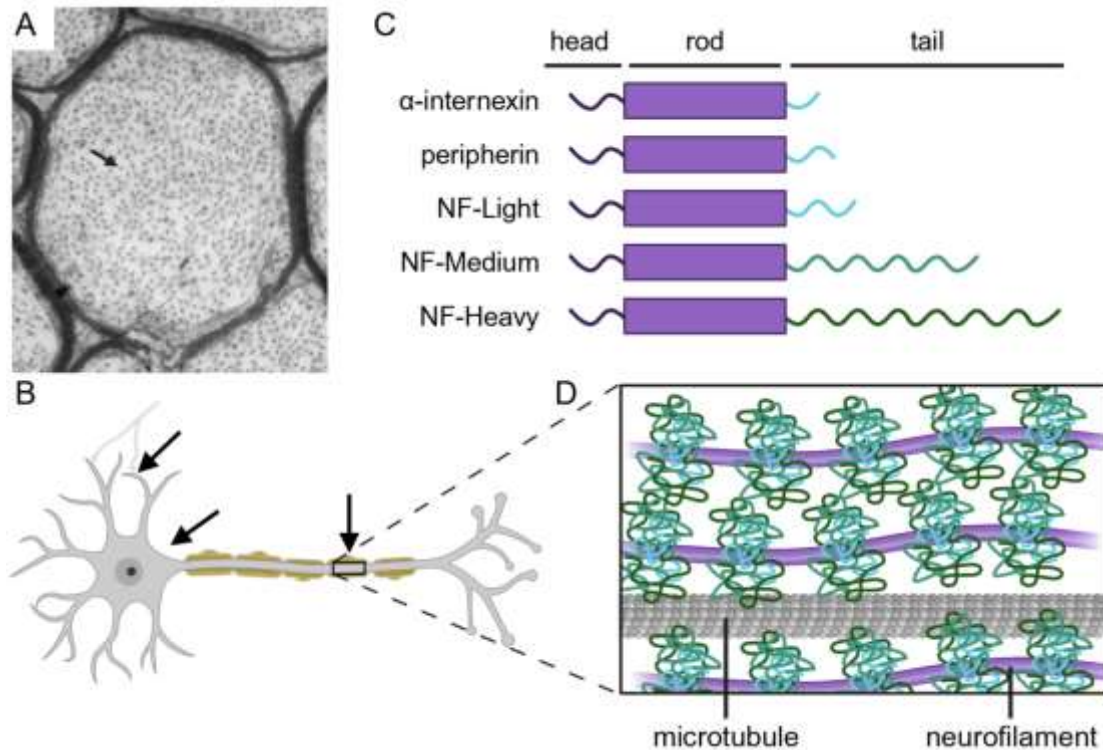 A
C
head rod tail
α-internexin
peripherin
NF-Light
NF-Medium
NF-Heavy
B
D
microtubule neurofilament